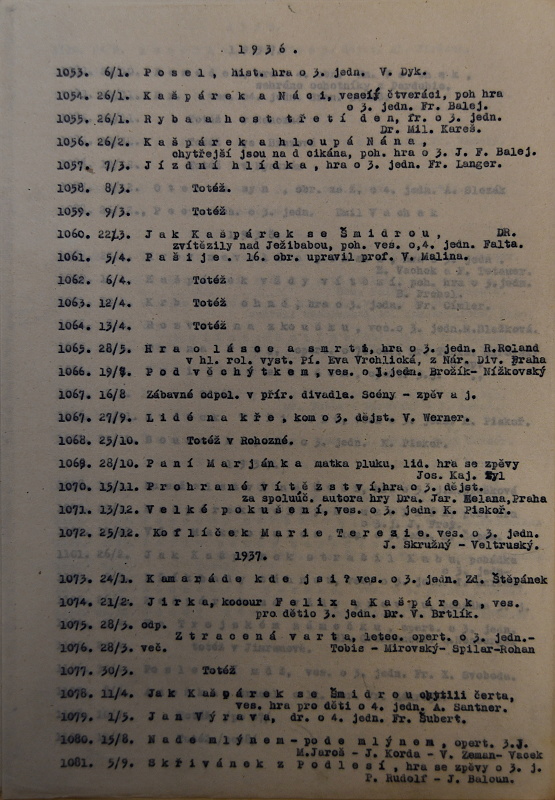 1936.
1053. 6/1. Posel, hist. hra o 3. jedn. V. Dyk.
1054. 26/1. Kašpárek a Náci, veselí čtveráci, poh hra
o 3. jedn. Fr. Balej.
1055. 26/1. Ryba a host třetí den, fr. o 3. jedn.
Dr. Mil. Kareš.
1056. 26/2. Kašpárek a hloupá Nána,
chytřejší jsou na d cikána, poh. hra o 3. J. F. Balej.
1057. 7/3. Jízdní hlídka, hra o 3. jedn. Fr. Langer.
1058. 8/3. Totéž.
1059. 9/3. Totéž
1060. 22/3. Jak Kašpárek se Šmidrou, DR.
zvítězily nad Ježibabou, poh. ves. o,4. jedn. Falta.
1061. 5/4. Pašije. 16. obr. upravil prof. V. Malina.
1062. 6/4. Totéž
1063. 12/4. Totéž
1064. 13/4. Totéž
1065. 28/5. Hra o lásce a smrti, hra o 3. jedn. R.Roland
v hl. rol. vyst. Pí. Eva Vrchlická, z Nár. Div. Praha
1066. 19/8. Pod věchýtkem, ves. o 3.jedn. Brožík- Nížkovský
1067. 16/8 Zábavné odpol. v přír. divadle. Scény - zpěv a j.
1067. 27/9. Lidé na kře, kom o 3. dějst. V. Werner.
1068. 25/10. Totéž v Rohozné.
1069. 28/10. Paní Marjánka matka pluku, lid. hra se zpěvy
Jos. Kaj. Tyl
1070. 15/11. Prohrané vítězství, hra o 3. dějst.
za spoluúč. autora hry Dra. Jar. Melana, Praha
1071. 13/12. Velké pokušení, ves. o 3. jedn. K. Piskoř.
1072. 25/12. Koflíček Marie Terezie. ves. o 3. jedn.
J. Skružný - Veltruský.
1937.
1073. 24/1. Kamaráde kde jsi? ves. o 3. jedn. Zd. Štěpánek
1074. 21/2. Jirka, kocour Felix a Kašpárek, ves.
pro dětio 3. jedn. Dr. V. Brtlík.
1075. 28/3. odp.
Ztracená varta, letec. opert. o 3. jedn.-
1076. 28/3. več. Tobis - Mirovský- Spilar-Rohan
1077. 30/3. Totéž
1078. 11/4. Jak Kašpárek se Šmidrou chytili čerta,
ves. hra pro děti o 4. jedn. A. Santner.
1079. 1/5. Jan Výrava, dr. o 4. jedn. Fr. Šubert.
1080. 15/8. Nade mlýnem-pode mlýnem, opert. 3.j.
M.Jaroš - J. Korda - V. Zeman- Vacek
1081. 5/9. Skřivánek z Podlesí, hra se zpěvy o 3. j.
P. Rudolf - J. Balcun.